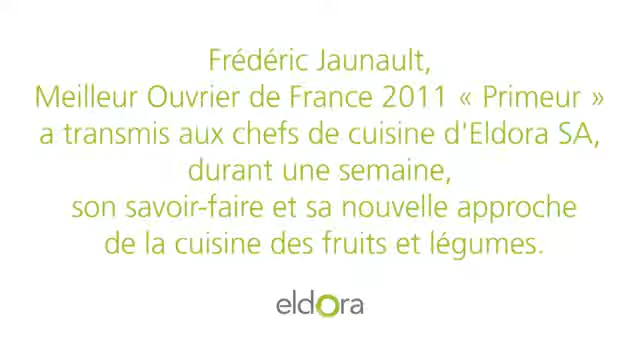 Frédéric Jaunault,
Meilleur Ouvrier de France 2011 « Primeur »
a transmis aux chefs de cuisine d'Eldora SA,
durant une semaine,
son savoir-faire et sa nouvelle approche
de la cuisine des fruits et légumes.
eldora